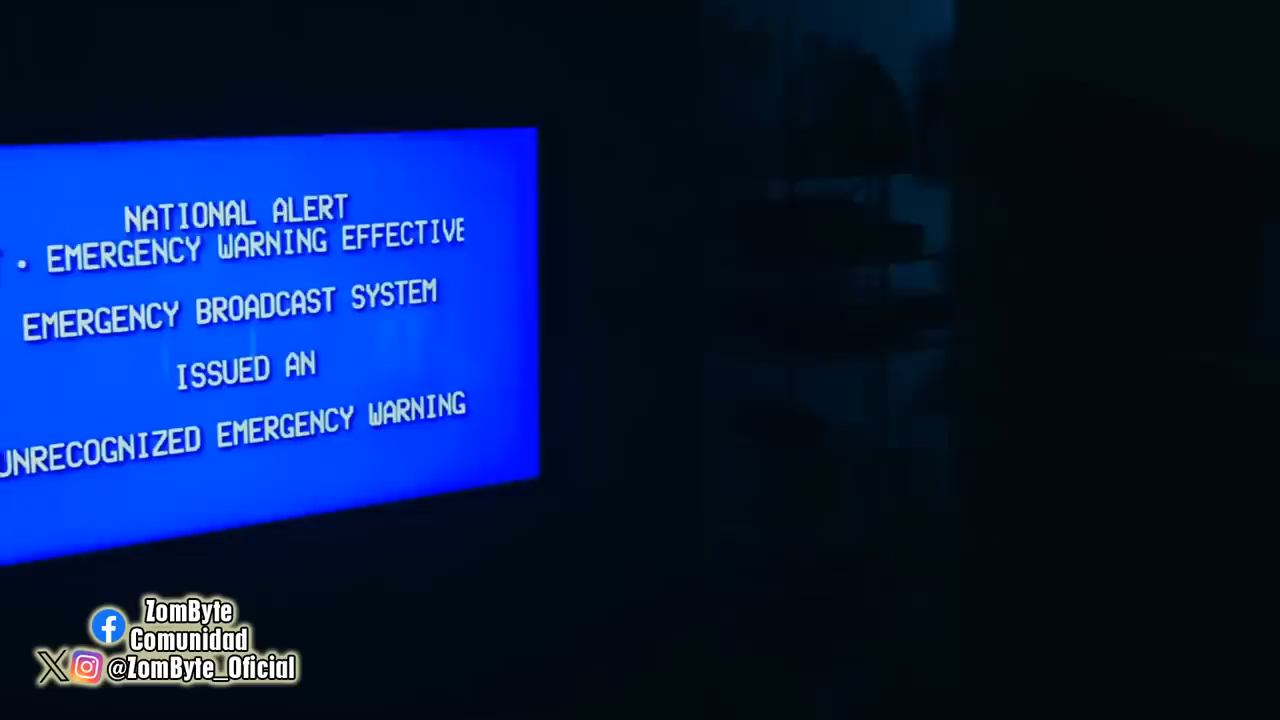 NATIONAL ALERT
• EMERGENCY WARNING EFFECTIVE
EMERGENCY BROADCAST SYSTEM
ISSUED AN
UNRECOGNIZED EMERGENCY WARNING
ZomByte
Comunidad
@ZomByte_Oficial